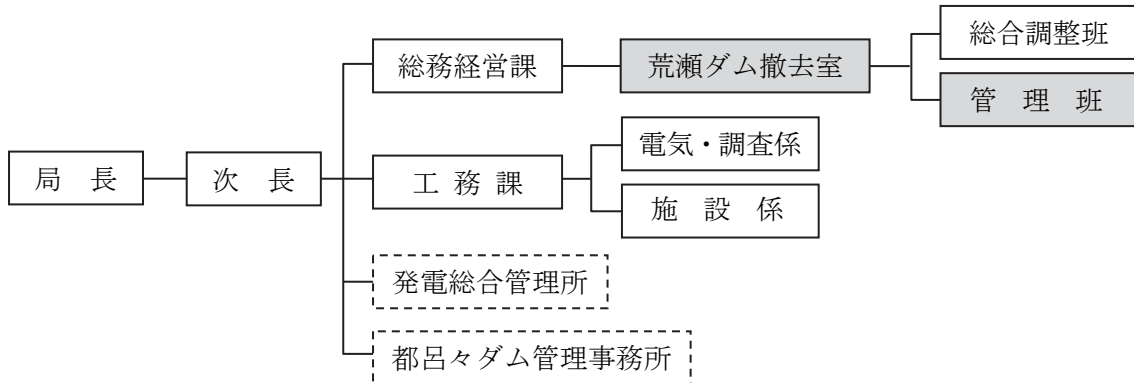 総合調整班
総務経営課
荒瀬ダム撤去室
管理班
電気・調査係
局長
次長
工務課
施設係
発電総合管理所
都呂々ダム管理事務所